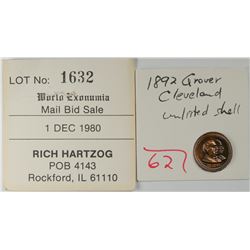 LOT No: 1632
World Exonumia
Mail Bid Sale
1 DEC 1980
RICH HARTZOG
POB 4143
Rockford, IL 61110
1892 Grover
Cleveland
unlisted shell
627